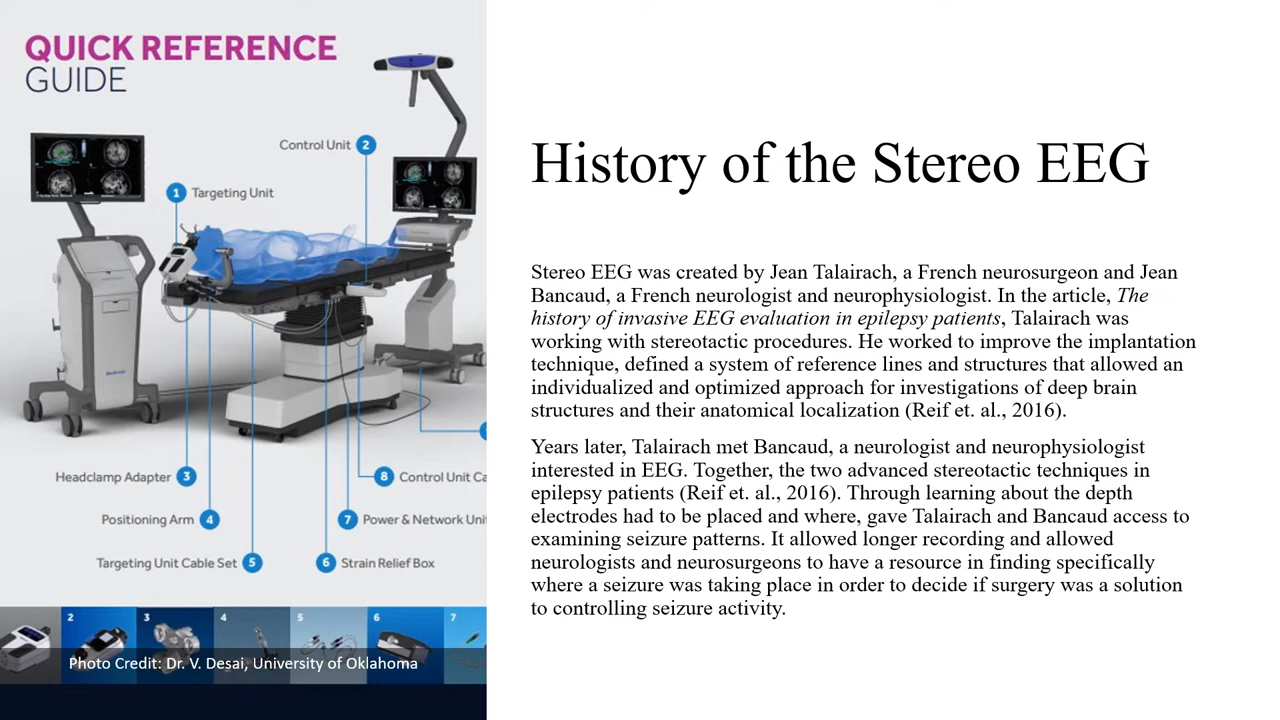 QUICK REFERENCE
GUIDE
Control Unit 2
1 Targeting Unit
Headclamp Adapter 3
8 Control Unit Ca
Positioning Arm 4
7 Power & Network Unit
Targeting Unit Cable Set 5
6 Strain Relief Box
2 3 4 5 6 7
Photo Credit: Dr. V. Desai, University of Oklahoma
History of the Stereo EEG
Stereo EEG was created by Jean Talairach, a French neurosurgeon and Jean
Bancaud, a French neurologist and neurophysiologist. In the article, The
history of invasive EEG evaluation in epilepsy patients, Talairach was
working with stereotactic procedures. He worked to improve the implantation
technique, defined a system of reference lines and structures that allowed an
individualized and optimized approach for investigations of deep brain
structures and their anatomical localization (Reif et. al., 2016).
Years later, Talairach met Bancaud, a neurologist and neurophysiologist
interested in EEG. Together, the two advanced stereotactic techniques in
epilepsy patients (Reif et. al., 2016). Through learning about the depth
electrodes had to be placed and where, gave Talairach and Bancaud access to
examining seizure patterns. It allowed longer recording and allowed
neurologists and neurosurgeons to have a resource in finding specifically
where a seizure was taking place in order to decide if surgery was a solution
to controlling seizure activity.